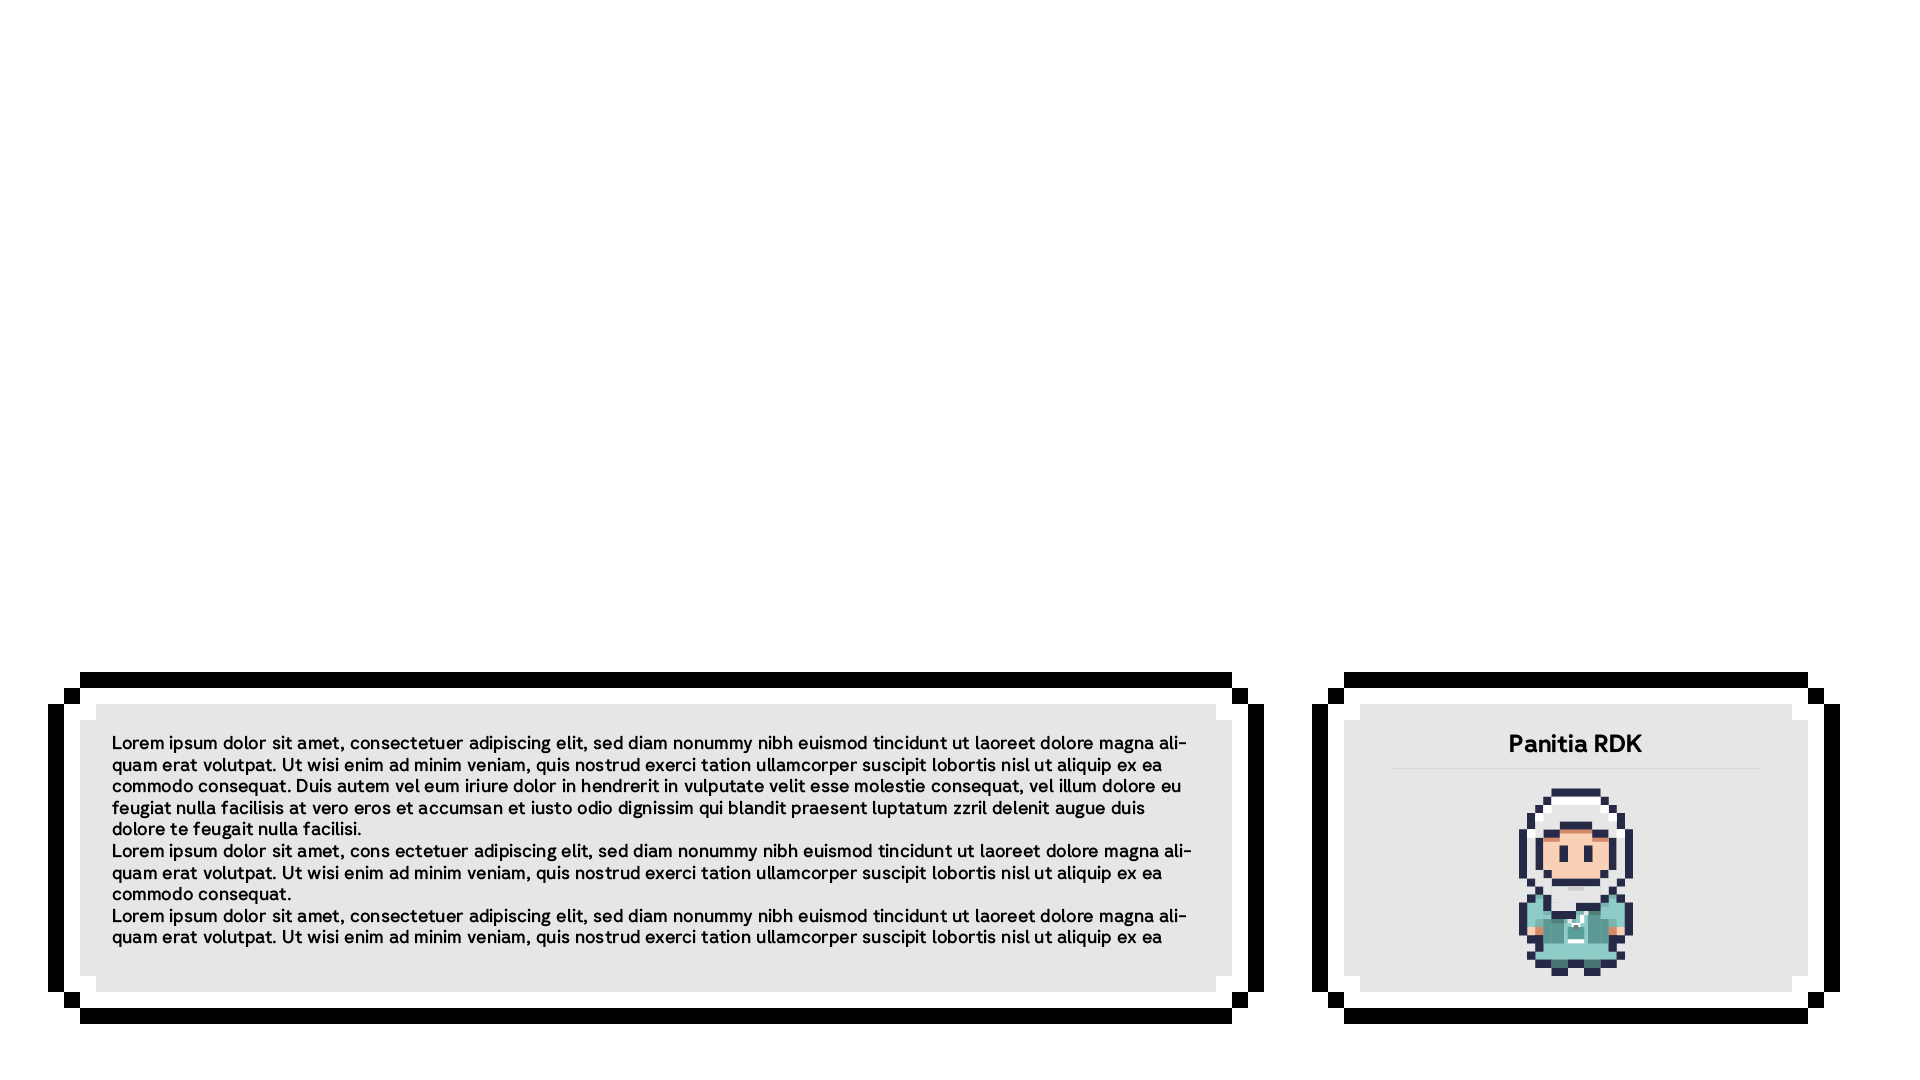 Lorem ipsum dolor sit amet, consectetuer adipiscing elit, sed diam nonummy nibh euismod tincidunt ut laoreet dolore magna ali-
quam erat volutpat. Ut wisi enim ad minim veniam, quis nostrud exerci tation ullamcorper suscipit lobortis nisl ut aliquip ex ea
commodo consequat. Duis autem vel eum iriure dolor in hendrerit in vulputate velit esse molestie consequat, vel illum dolore eu
feugiat nulla facilisis at vero eros et accumsan et iusto odio dignissim qui blandit praesent luptatum zzril delenit augue duis
dolore te feugait nulla facilisi.
Lorem ipsum dolor sit amet, cons ectetuer adipiscing elit, sed diam nonummy nibh euismod tincidunt ut laoreet dolore magna ali-
quam erat volutpat. Ut wisi enim ad minim veniam, quis nostrud exerci tation ullamcorper suscipit lobortis nisl ut aliquip ex ea
commodo consequat.
Lorem ipsum dolor sit amet, consectetuer adipiscing elit, sed diam nonummy nibh euismod tincidunt ut laoreet dolore magna ali-
quam erat volutpat. Ut wisi enim ad minim veniam, quis nostrud exerci tation ullamcorper suscipit lobortis nisl ut aliquip ex ea
Panitia RDK